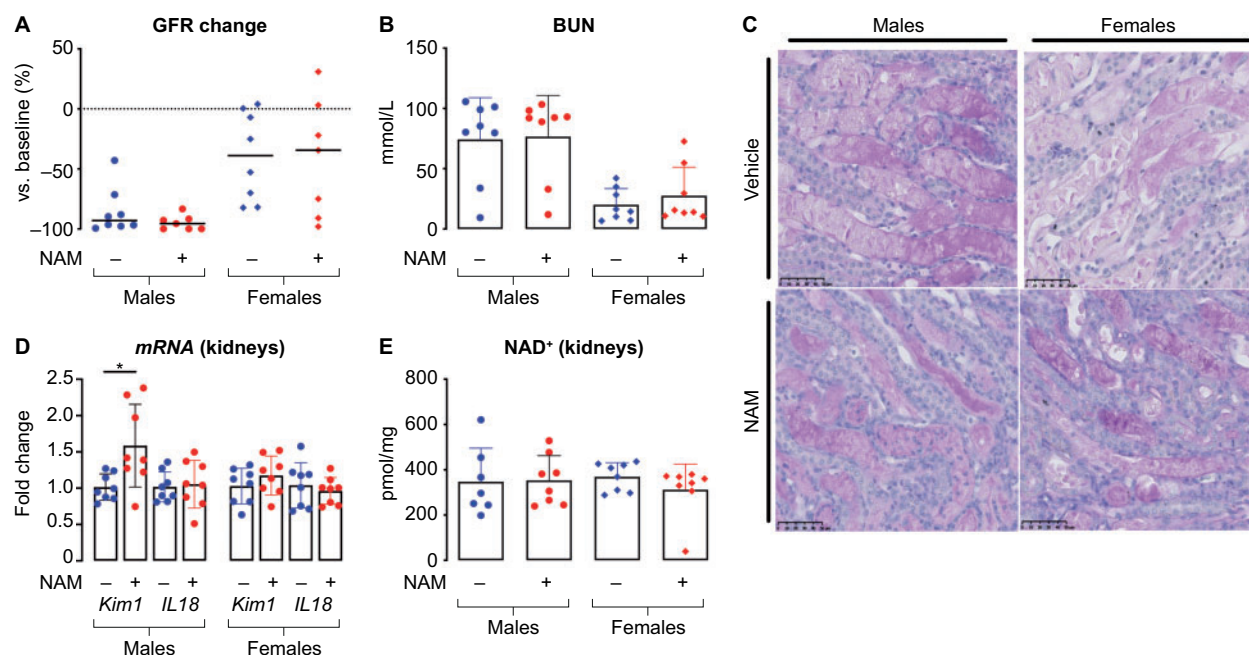 A GFR change
vs. baseline (%)
50
0
–50
–100
NAM – + – +
Males Females
B BUN
mmol/L
150
100
50
0
NAM – + – +
Males Females
C Males Females
Vehicle
NAM
D mRNA (kidneys)
Fold change
2.5
2.0
1.5
1.0
0.5
0
*
NAM – + – + – + – +
Kim1 IL18 Kim1 IL18
Males Females
E NAD⁺ (kidneys)
pmol/mg
800
600
400
200
0
NAM – + – +
Males Females